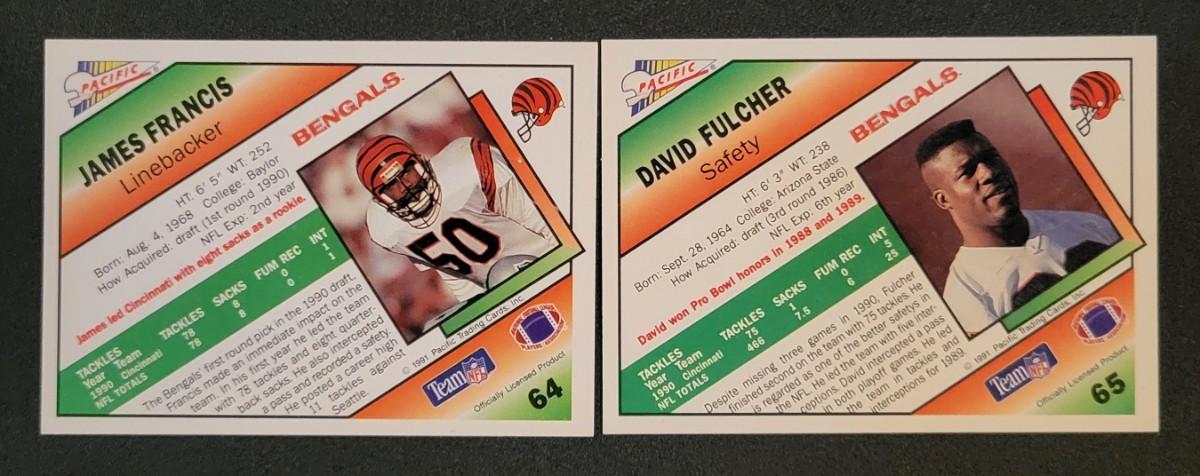 PACIFIC
JAMES FRANCIS
Linebacker
BENGALS
HT: 6' 5" WT: 252
Born: Aug. 4, 1968 College: Baylor
How Acquired: draft (1st round 1990)
NFL Exp: 2nd year
James led Cincinnati with eight sacks as a rookie.
TACKLES
Year Team TACKLES SACKS FUM REC INT
1990 Cincinnati 78 8 0 1
NFL TOTALS 78 8 0 1
The Bengals first round pick in the 1990 draft,
Francis made an immediate impact on the
team. In his first year he led the team
with 78 tackles and eight quarter-
back sacks. He also intercepted
a pass and recorded a safety.
He posted a career high
11 tackles against
Seattle.
© 1991 Pacific Trading Cards, Inc.
Team NFL
Officially Licensed Product
64
PACIFIC
DAVID FULCHER
Safety
BENGALS
HT: 6' 3" WT: 238
Born: Sept. 28, 1964 College: Arizona State
How Acquired: draft (3rd round 1986)
NFL Exp: 6th year
David won Pro Bowl honors in 1988 and 1989.
TACKLES
Year Team TACKLES SACKS FUM REC INT
1990 Cincinnati 75 1 0 5
NFL TOTALS 466 7.5 6 25
Despite missing three games in 1990, Fulcher
finished second on the team with 75 tackles. He
is regarded as one of the better safetys in
the NFL. He led the team with five inter-
ceptions. David intercepted a pass
in both playoff games. He led
the team in tackles and
interceptions for 1989.
© 1991 Pacific Trading Cards, Inc.
Team NFL
Officially Licensed Product
65